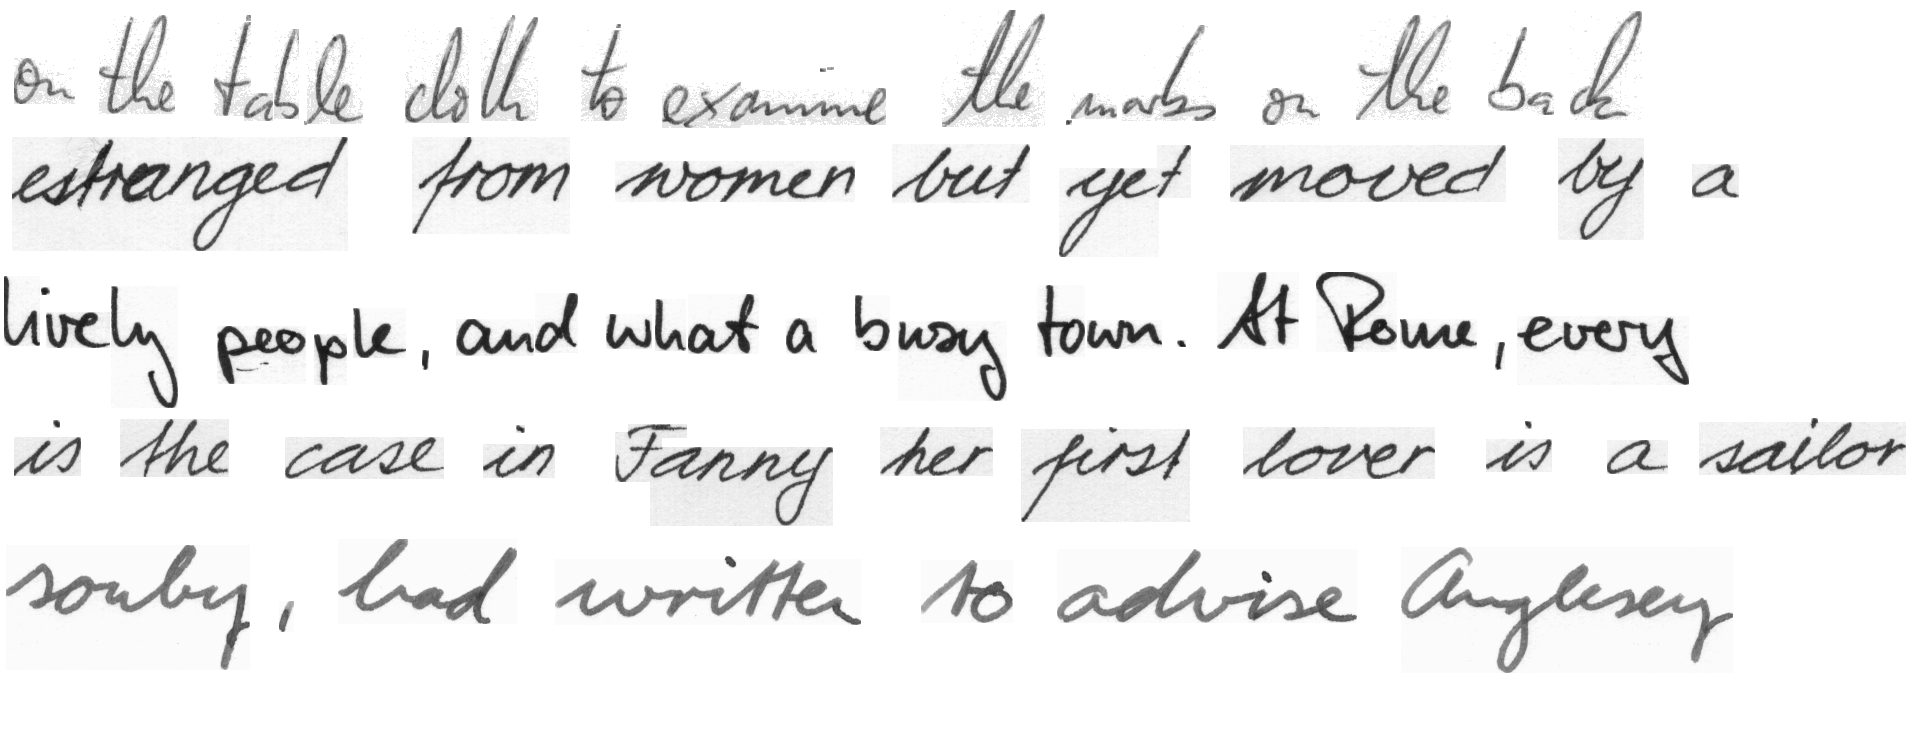 on the table cloth to examine the marks on the back
estranged from women but yet moved by a
lively people, and what a busy town. At Rome, every
is the case in Fanny her first lover is a sailor
sonby, had written to advise Anglesey